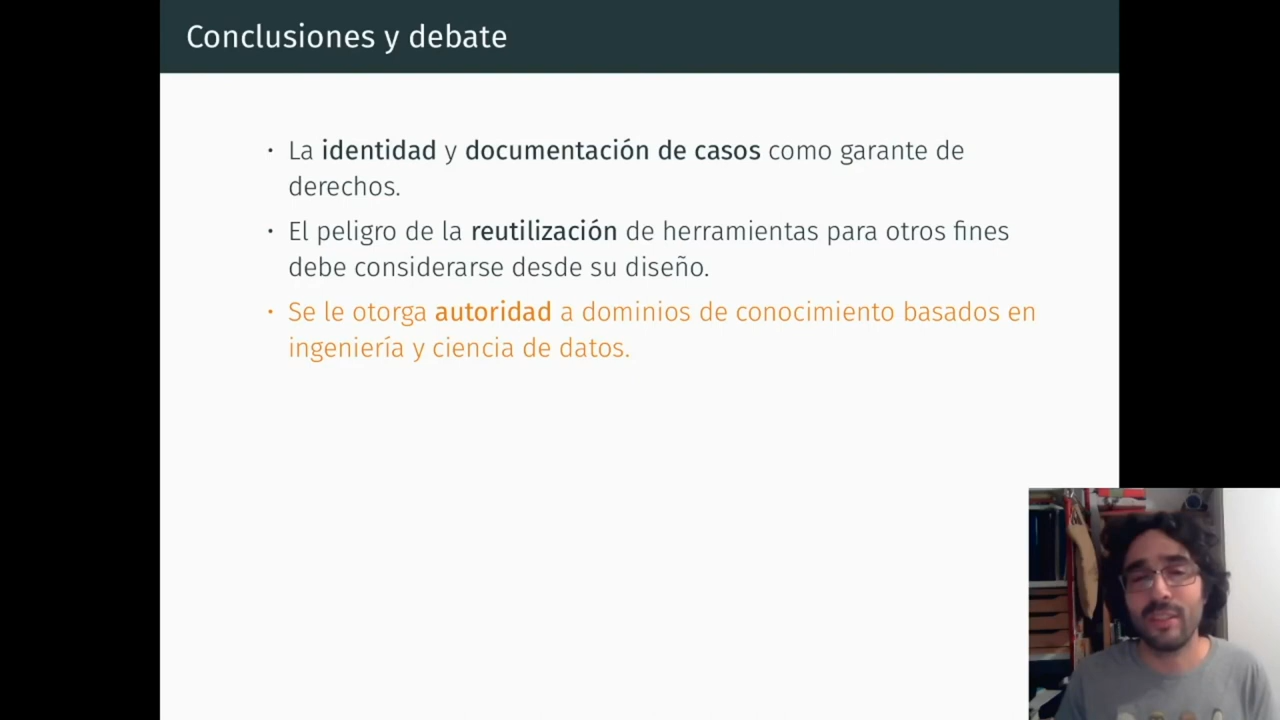 Conclusiones y debate
• La identidad y documentación de casos como garante de
derechos.
• El peligro de la reutilización de herramientas para otros fines
debe considerarse desde su diseño.
• Se le otorga autoridad a dominios de conocimiento basados en
ingeniería y ciencia de datos.